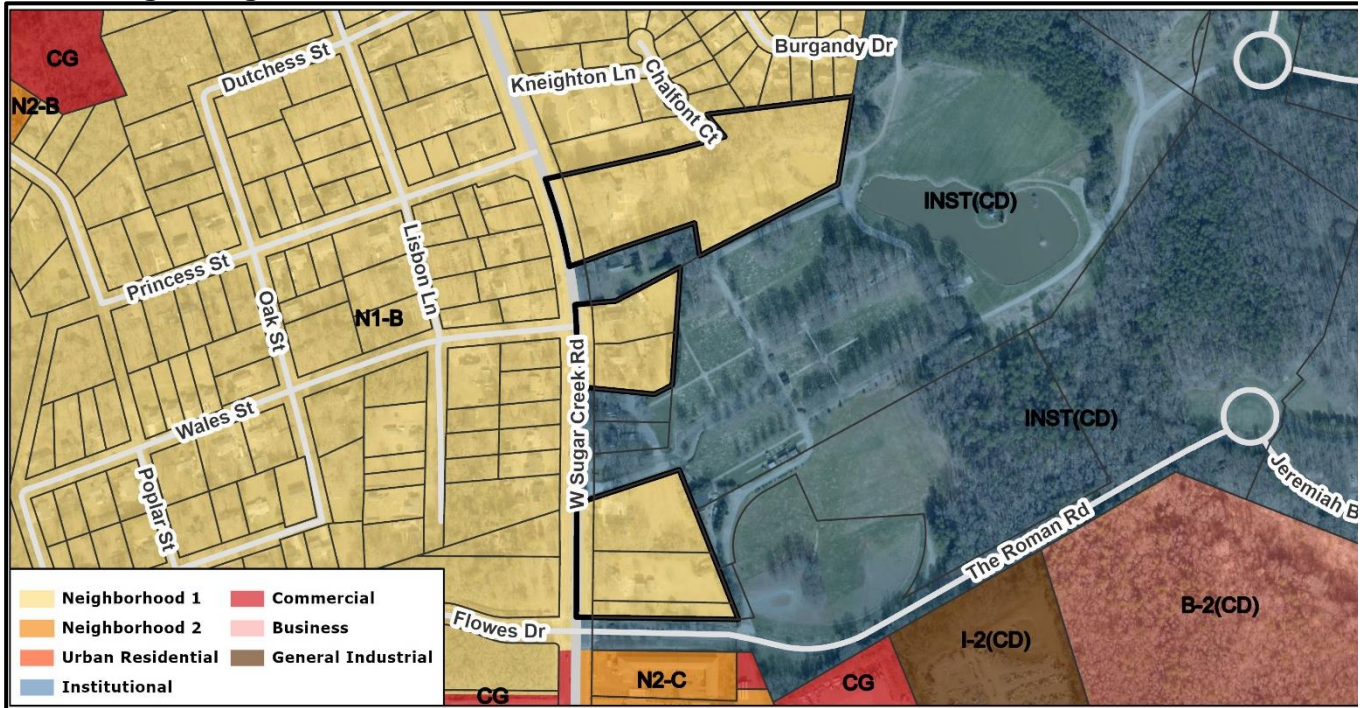 CG
Dutchess St
Burgandy Dr
Kneighton Ln
Chalfont Ct
N2-B
INST(CD)
Lisbon Ln
Princess St
Oak St
N1-B
W Sugar Creek Rd
Wales St
INST(CD)
Poplar St
Jeremiah B
The Roman Rd
B-2(CD)
Flowes Dr
I-2(CD)
N2-C
CG
CG
Neighborhood 1
Neighborhood 2
Urban Residential
Institutional
Commercial
Business
General Industrial